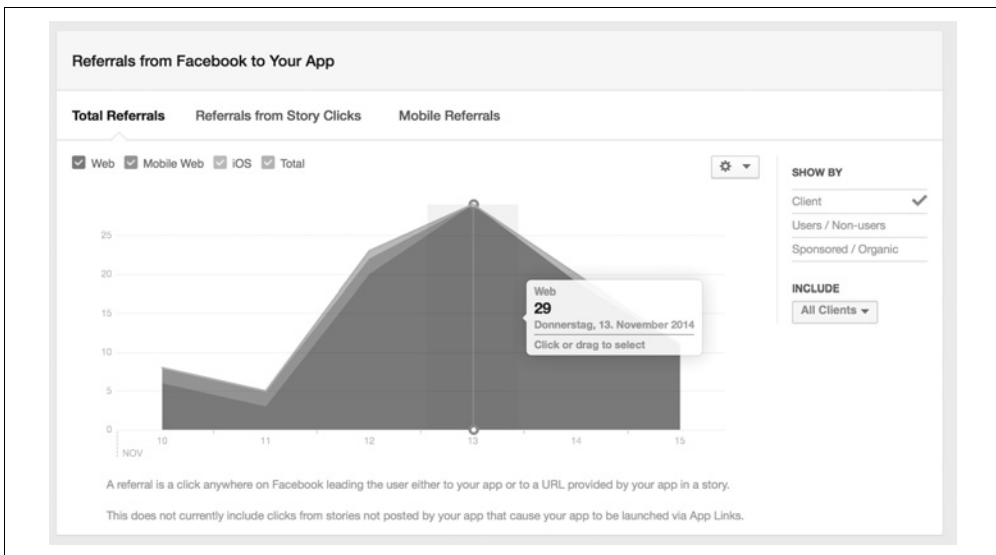 Referrals from Facebook to Your App
Total Referrals Referrals from Story Clicks Mobile Referrals
Web Mobile Web iOS Total
SHOW BY
Client
Users / Non-users
Sponsored / Organic
INCLUDE
All Clients
25
20
15
10
5
0
Web
29
Donnerstag, 13. November 2014
Click or drag to select
10 11 12 13 14 15
NOV
A referral is a click anywhere on Facebook leading the user either to your app or to a URL provided by your app in a story.
This does not currently include clicks from stories not posted by your app that cause your app to be launched via App Links.